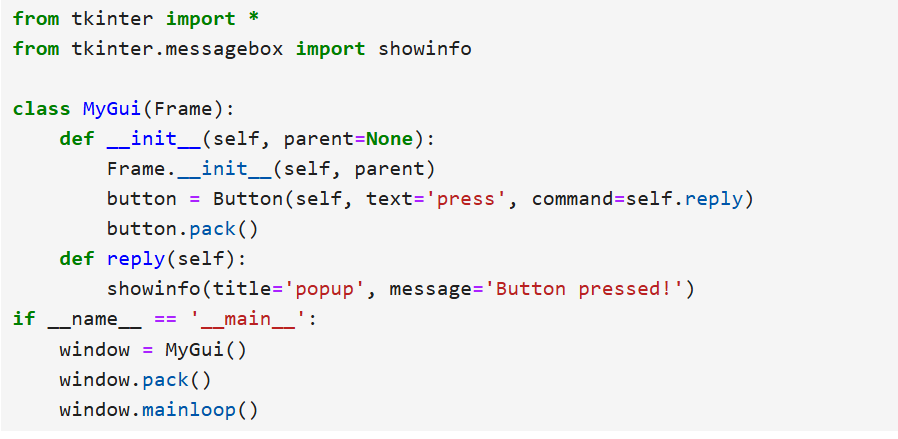 from tkinter import *
from tkinter.messagebox import showinfo

class MyGui(Frame):
    def __init__(self, parent=None):
        Frame.__init__(self, parent)
        button = Button(self, text='press', command=self.reply)
        button.pack()
    def reply(self):
        showinfo(title='popup', message='Button pressed!')
if __name__ == '__main__':
    window = MyGui()
    window.pack()
    window.mainloop()